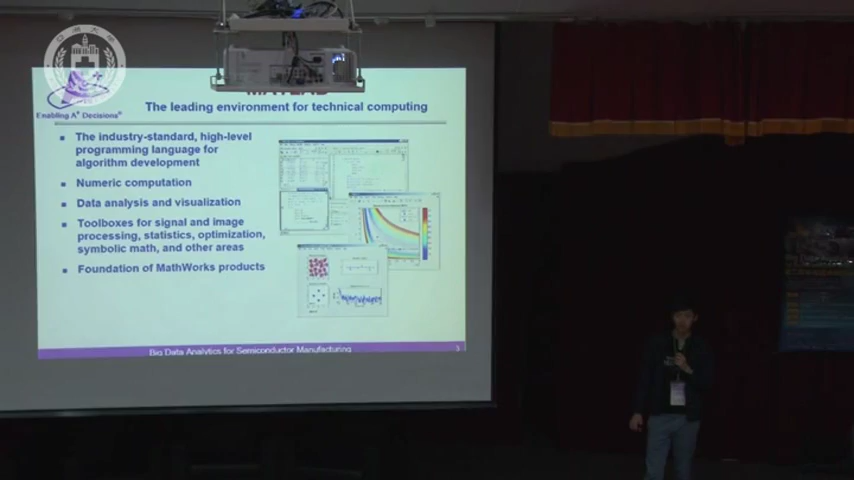 MATLAB
The leading environment for technical computing
Enabling A+ Decisions®
The industry-standard, high-level
programming language for
algorithm development
Numeric computation
Data analysis and visualization
Toolboxes for signal and image
processing, statistics, optimization,
symbolic math, and other areas
Foundation of MathWorks products
Big Data Analytics for Semiconductor Manufacturing
3